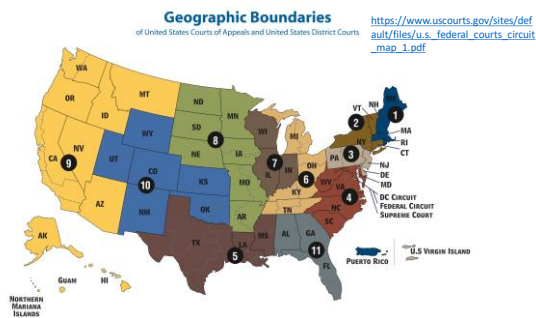 Geographic Boundaries
of United States Courts of Appeals and United States District Courts
https://www.uscourts.gov/sites/def
ault/files/u.s._federal_courts_circuit
_map_1.pdf
WA
MT
ND
MN
OR
ID
SD
WI
MI
VT
NH
ME
1
2
NY
MA
RI
CT
WY
8
NE
IA
7
IL
IN
OH
6
PA
3
NJ
DE
MD
NV
CA
9
UT
CO
10
KS
MO
KY
WV
VA
4
DC Circuit
Federal Circuit
Supreme Court
AZ
NM
OK
AR
TN
NC
SC
TX
5
LA
MS
AL
GA
11
FL
AK
Guam
HI
Northern
Mariana
Islands
Puerto Rico
U.S Virgin Island